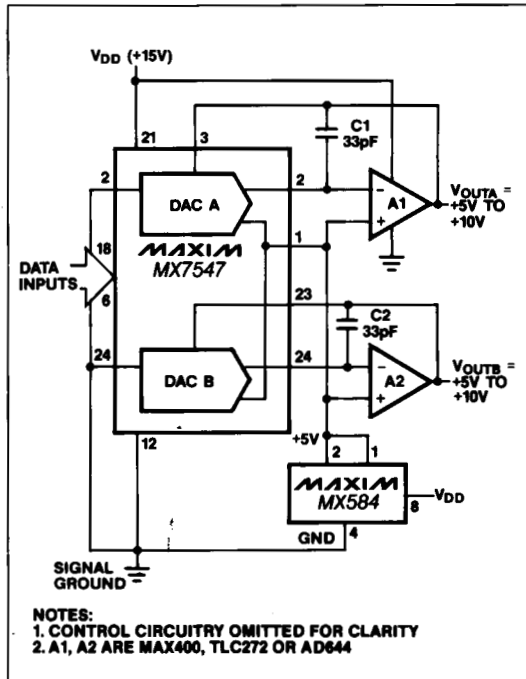 VDD (+15V)
21
3
C1
33pF
2
2
DAC A
A1
VOUTA =
+5V TO
+10V
1
18
MAXIM
MX7547
DATA
INPUTS
6
23
C2
33pF
24
24
DAC B
A2
VOUTB =
+5V TO
+10V
12
+5V
2
1
MAXIM
MX584
8
VDD
GND
4
SIGNAL
GROUND
NOTES:
1. CONTROL CIRCUITRY OMITTED FOR CLARITY
2. A1, A2 ARE MAX400, TLC272 OR AD644